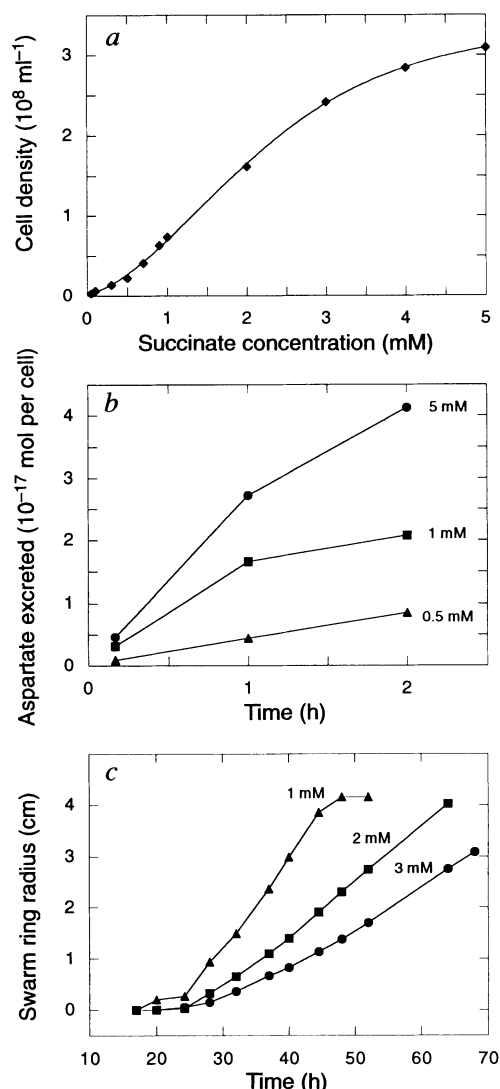 a
Cell density (10⁸ ml⁻¹)
3
2
1
0
0 1 2 3 4 5
Succinate concentration (mM)
b
Aspartate excreted (10⁻¹⁷ mol per cell)
4
3
2
1
0
5 mM
1 mM
0.5 mM
0 1 2
Time (h)
c
Swarm ring radius (cm)
4
3
2
1
0
1 mM
2 mM
3 mM
10 20 30 40 50 60 70
Time (h)